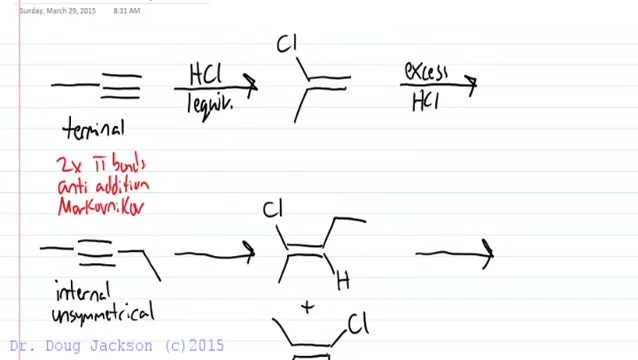 Sunday, March 29, 2015 8:31 AM
Cl
HCl
1equiv.
excess
HCl
terminal
2x π bonds
anti addition
Markovnikov
Cl
H
internal
unsymmetrical
+
Cl
Dr. Doug Jackson (c)2015